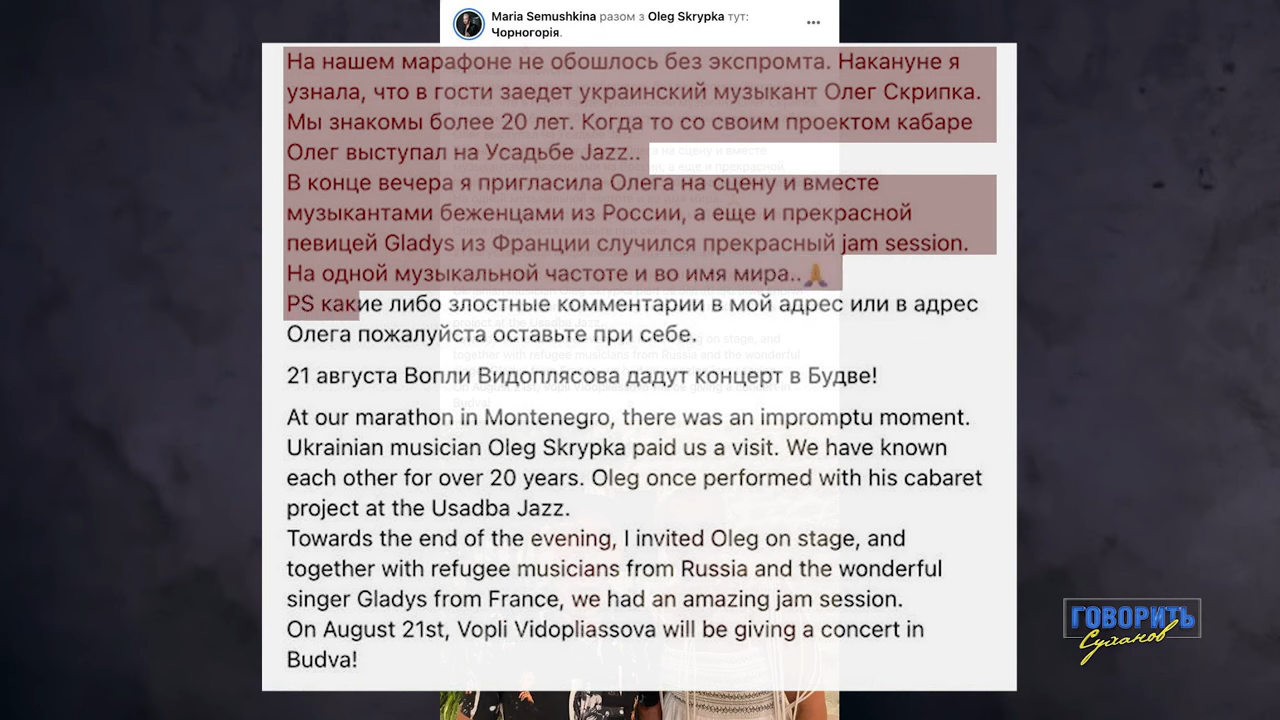 Maria Semushkina разом з Oleg Skrypka тут:
Чорногорія.
На нашем марафоне не обошлось без экспромта. Накануне я
узнала, что в гости заедет украинский музыкант Олег Скрипка.
Мы знакомы более 20 лет. Когда то со своим проектом кабаре
Олег выступал на Усадьбе Jazz..
В конце вечера я пригласила Олега на сцену и вместе
музыкантами беженцами из России, а еще и прекрасной
певицей Gladys из Франции случился прекрасный jam session.
На одной музыкальной частоте и во имя мира..🙏
PS какие либо злостные комментарии в мой адрес или в адрес
Олега пожалуйста оставьте при себе.
21 августа Вопли Видоплясова дадут концерт в Будве!
At our marathon in Montenegro, there was an impromptu moment.
Ukrainian musician Oleg Skrypka paid us a visit. We have known
each other for over 20 years. Oleg once performed with his cabaret
project at the Usadba Jazz.
Towards the end of the evening, I invited Oleg on stage, and
together with refugee musicians from Russia and the wonderful
singer Gladys from France, we had an amazing jam session.
On August 21st, Vopli Vidopliassova will be giving a concert in
Budva!
ГОВОРИТЬ
Суханов